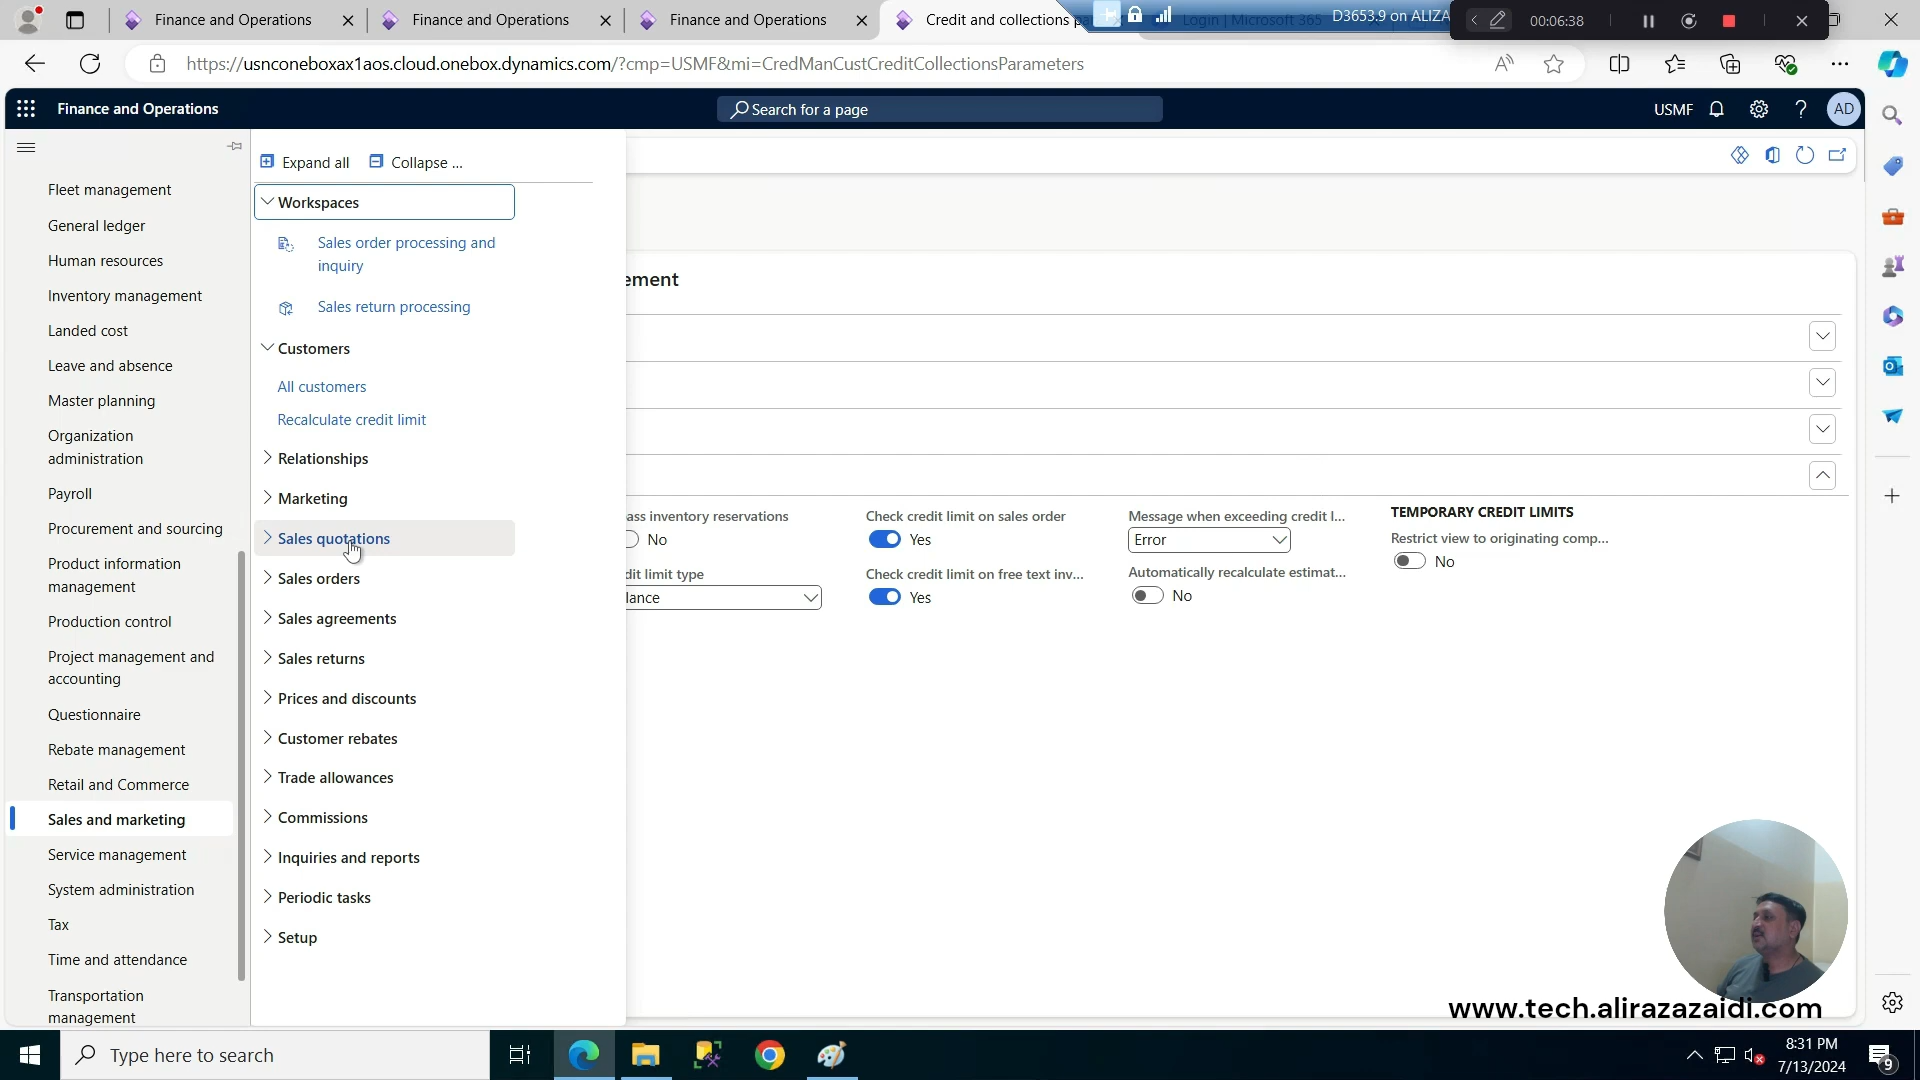 Finance and Operations
Finance and Operations
Finance and Operations
Credit and collections pa
Login | Microsoft 365
D3653.9 on ALIZA
00:06:38
https://usnconeboxax1aos.cloud.onebox.dynamics.com/?cmp=USMF&mi=CredManCustCreditCollectionsParameters
Finance and Operations
Search for a page
USMF
AD
Expand all
Collapse ...
Fleet management
General ledger
Human resources
Inventory management
Landed cost
Leave and absence
Master planning
Organization
administration
Payroll
Procurement and sourcing
Product information
management
Production control
Project management and
accounting
Questionnaire
Rebate management
Retail and Commerce
Sales and marketing
Service management
System administration
Tax
Time and attendance
Transportation
management
Workspaces
Sales order processing and
inquiry
Sales return processing
Customers
All customers
Recalculate credit limit
Relationships
Marketing
Sales quotations
Sales orders
Sales agreements
Sales returns
Prices and discounts
Customer rebates
Trade allowances
Commissions
Inquiries and reports
Periodic tasks
Setup
ement
ass inventory reservations
No
dit limit type
lance
Check credit limit on sales order
Yes
Check credit limit on free text inv...
Yes
Message when exceeding credit l...
Error
Automatically recalculate estimat...
No
TEMPORARY CREDIT LIMITS
Restrict view to originating comp...
No
www.tech.alirazazaidi.com
Type here to search
8:31 PM
7/13/2024
9